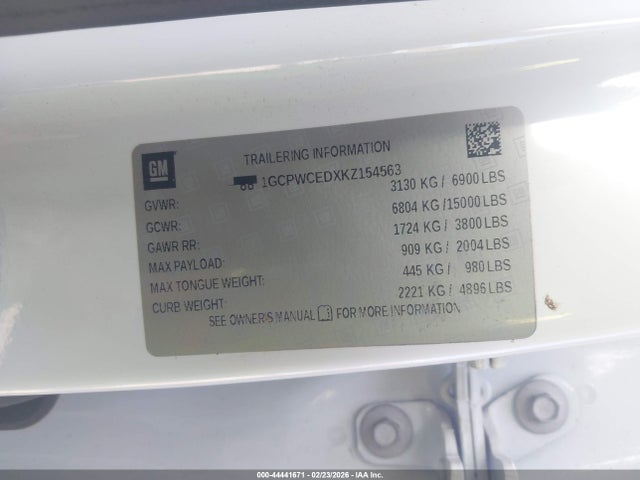 GM
TRAILERING INFORMATION
1GCPWCEDXKZ154563
GVWR: 3130 KG / 6900 LBS
GCWR: 6804 KG / 15000 LBS
GAWR RR: 1724 KG / 3800 LBS
MAX PAYLOAD: 909 KG / 2004 LBS
MAX TONGUE WEIGHT: 445 KG / 980 LBS
CURB WEIGHT: 2221 KG / 4896 LBS
SEE OWNER'S MANUAL FOR MORE INFORMATION
000-44441671 - 02/23/2026 - IAA Inc.